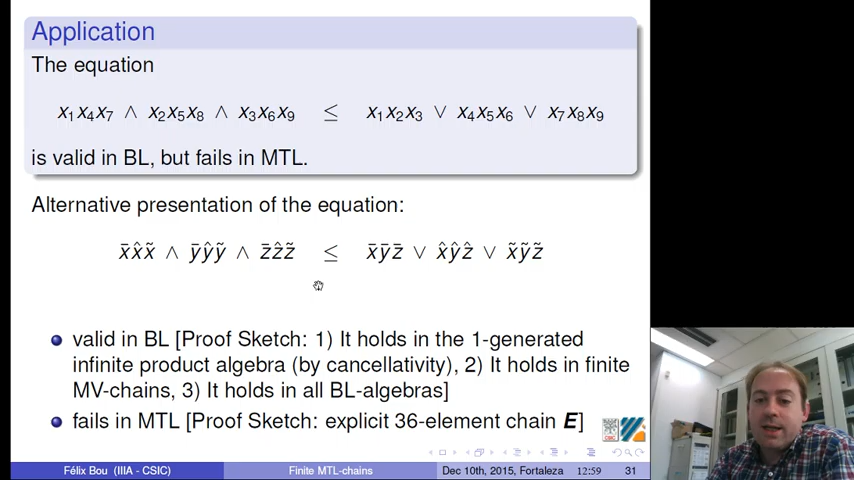 Application
The equation
x₁x₄x₇ ∧ x₂x₅x₈ ∧ x₃x₆x₉ ≤ x₁x₂x₃ ∨ x₄x₅x₆ ∨ x₇x₈x₉
is valid in BL, but fails in MTL.
Alternative presentation of the equation:
x̄x̂x̃ ∧ ȳŷỹ ∧ z̄ẑz̃ ≤ x̄ȳz̄ ∨ x̂ŷẑ ∨ x̃ỹz̃
valid in BL [Proof Sketch: 1) It holds in the 1-generated
infinite product algebra (by cancellativity), 2) It holds in finite
MV-chains, 3) It holds in all BL-algebras]
fails in MTL [Proof Sketch: explicit 36-element chain E]
CSIC
Félix Bou (IIIA - CSIC) Finite MTL-chains Dec 10th, 2015, Fortaleza 12:59 31